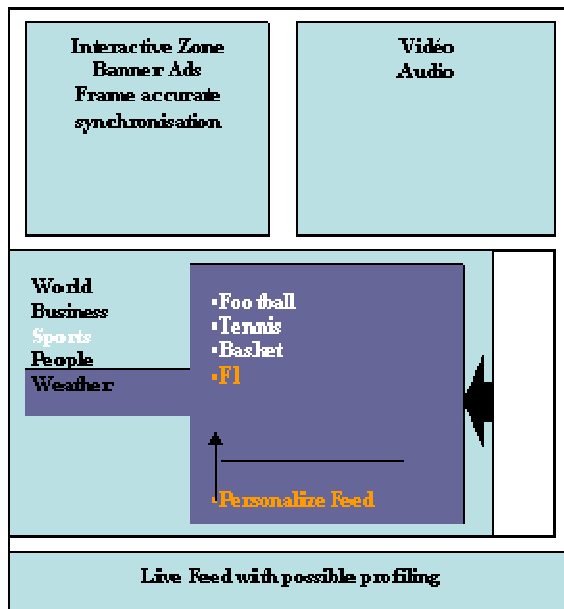 Interactive Zone
Banner Ads
Frame accurate
synchronisation
Vidéo
Audio
World
Business
Sports
People
Weather
•Football
•Tennis
•Basket
•F1
•Personalize Feed
Live Feed with possible profiling